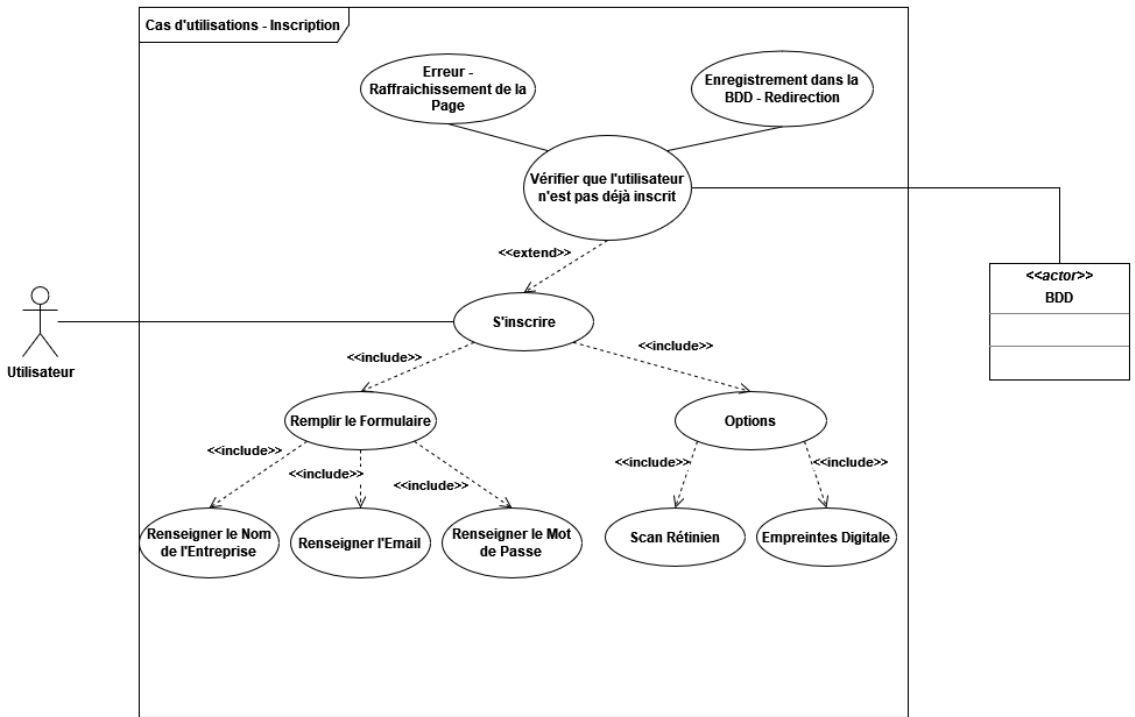 Cas d'utilisations - Inscription
Erreur -
Raffraichissement de la
Page
Enregistrement dans la
BDD - Redirection
Vérifier que l'utilisateur
n'est pas déjà inscrit
<<extend>>
<<actor>>
BDD
Utilisateur
S'inscrire
<<include>>
<<include>>
Remplir le Formulaire
Options
<<include>>
<<include>>
<<include>>
<<include>>
<<include>>
Renseigner le Nom
de l'Entreprise
Renseigner l'Email
Renseigner le Mot
de Passe
Scan Rétinien
Empreintes Digitale